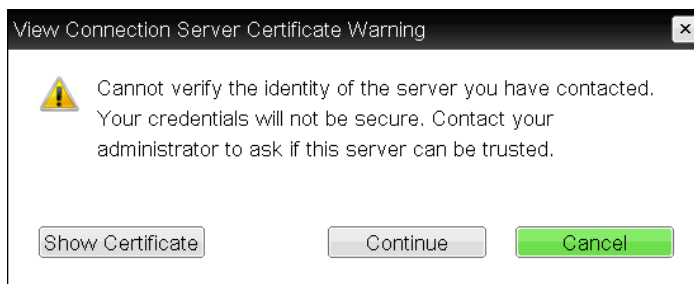 View Connection Server Certificate Warning
Cannot verify the identity of the server you have contacted.
Your credentials will not be secure. Contact your
administrator to ask if this server can be trusted.
Show Certificate Continue Cancel